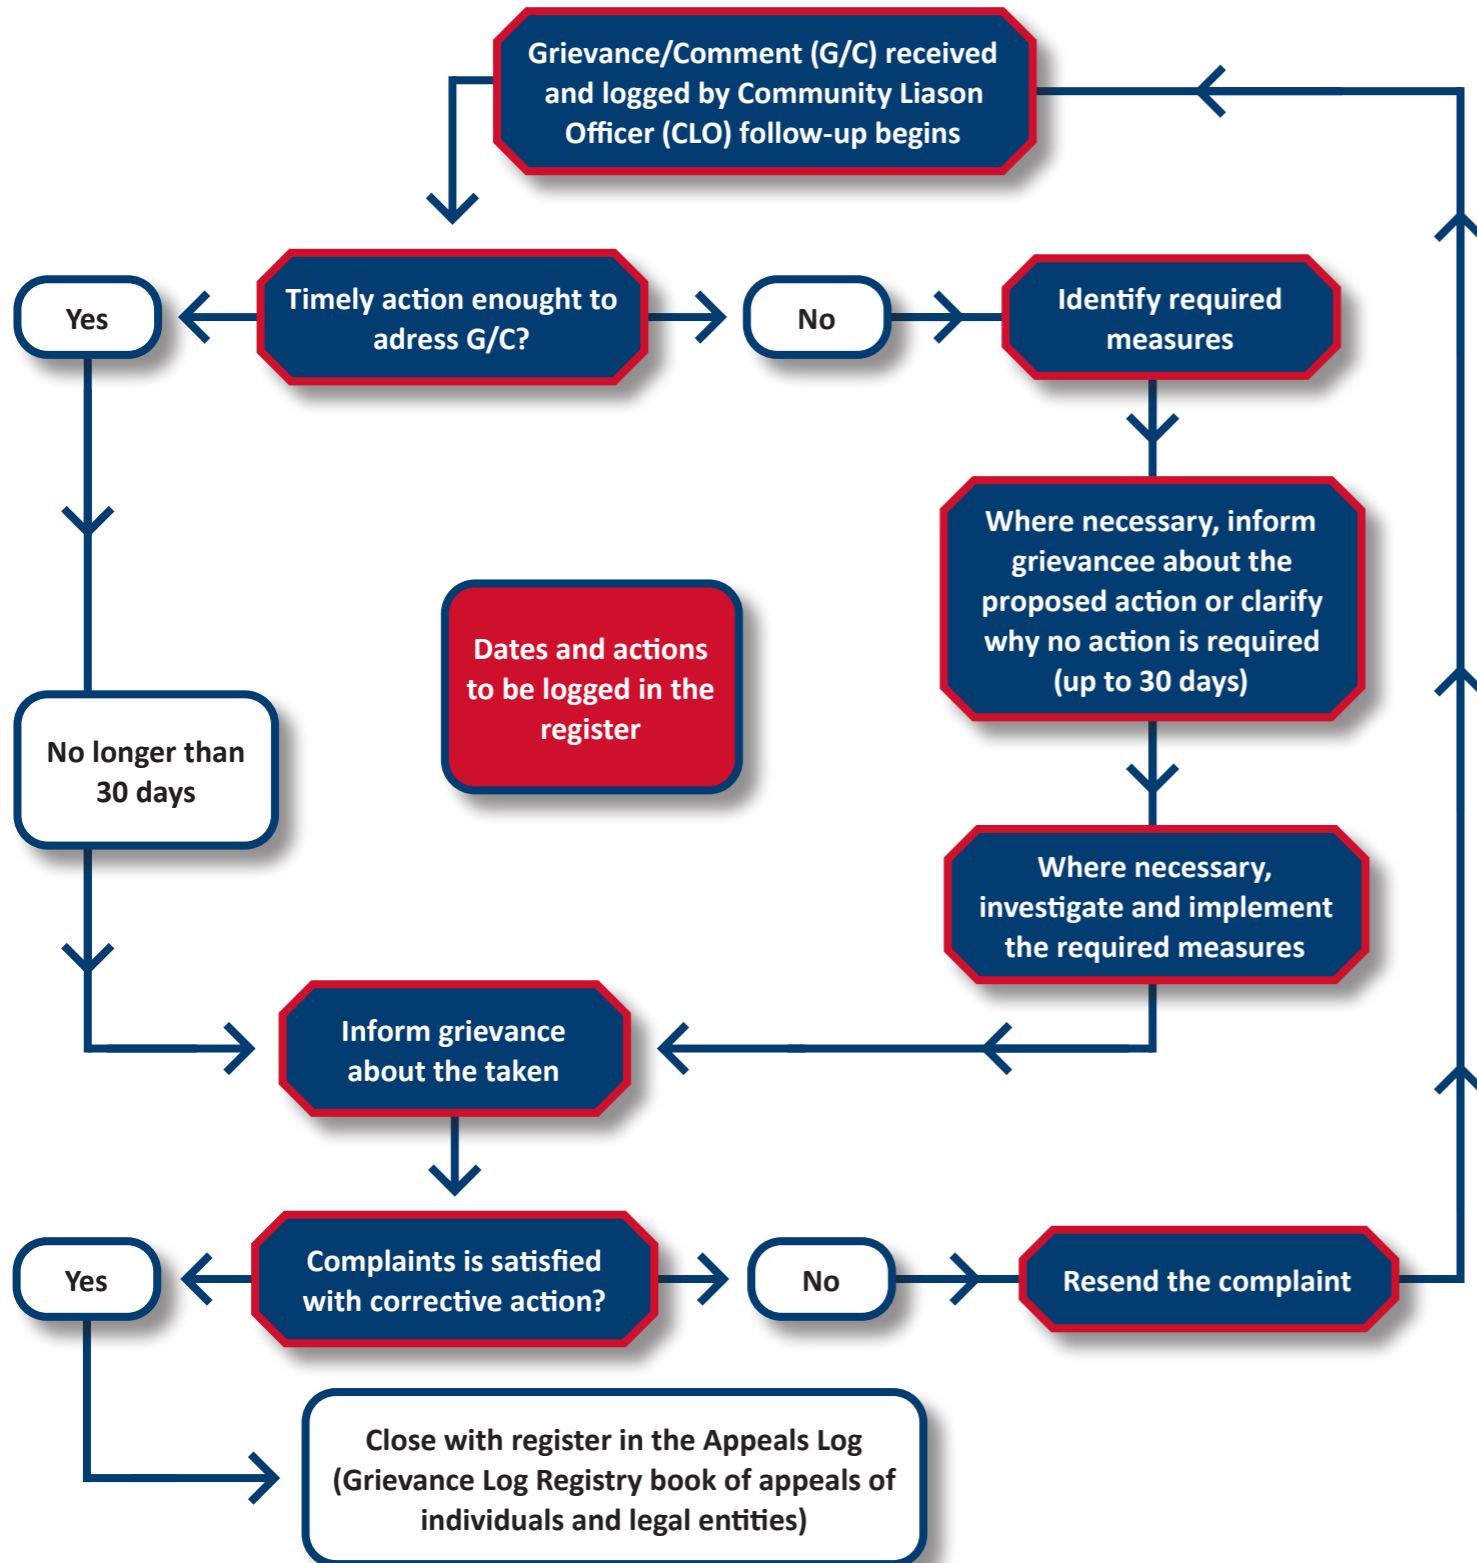 Grievance/Comment (G/C) received
and logged by Community Liason
Officer (CLO) follow-up begins
Yes
Timely action enought to
adress G/C?
No
Identify required
measures
Where necessary, inform
grievancee about the
proposed action or clarify
why no action is required
(up to 30 days)
Dates and actions
to be logged in the
register
No longer than
30 days
Where necessary,
investigate and implement
the required measures
Inform grievance
about the taken
Yes
Complaints is satisfied
with corrective action?
No
Resend the complaint
Close with register in the Appeals Log
(Grievance Log Registry book of appeals of
individuals and legal entities)